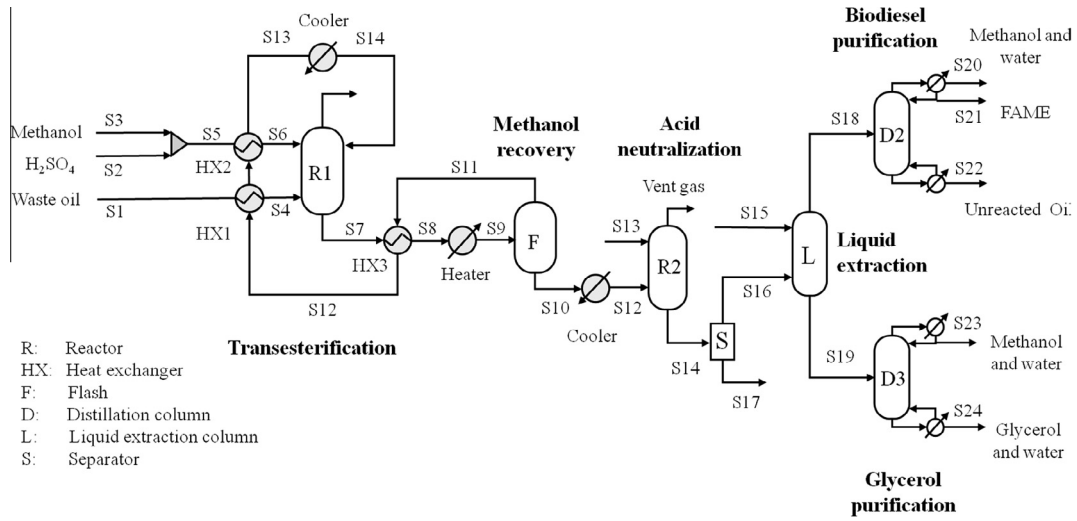 Cooler
S13
S14
S3
Methanol
S5
S6
H₂SO₄
S2
HX2
R1
Waste oil
S1
S4
HX1
S7
HX3
S8
S9
Heater
S11
S12
Transesterification
Methanol
recovery
F
S10
S12
Cooler
Acid
neutralization
Vent gas
S13
R2
S14
S
S16
S17
S15
L
Liquid
extraction
S18
S19
Biodiesel
purification
D2
S20
Methanol and
water
S21
FAME
S22
Unreacted Oil
D3
S23
Methanol
and water
S24
Glycerol
and water
Glycerol
purification
R: Reactor
HX: Heat exchanger
F: Flash
D: Distillation column
L: Liquid extraction column
S: Separator